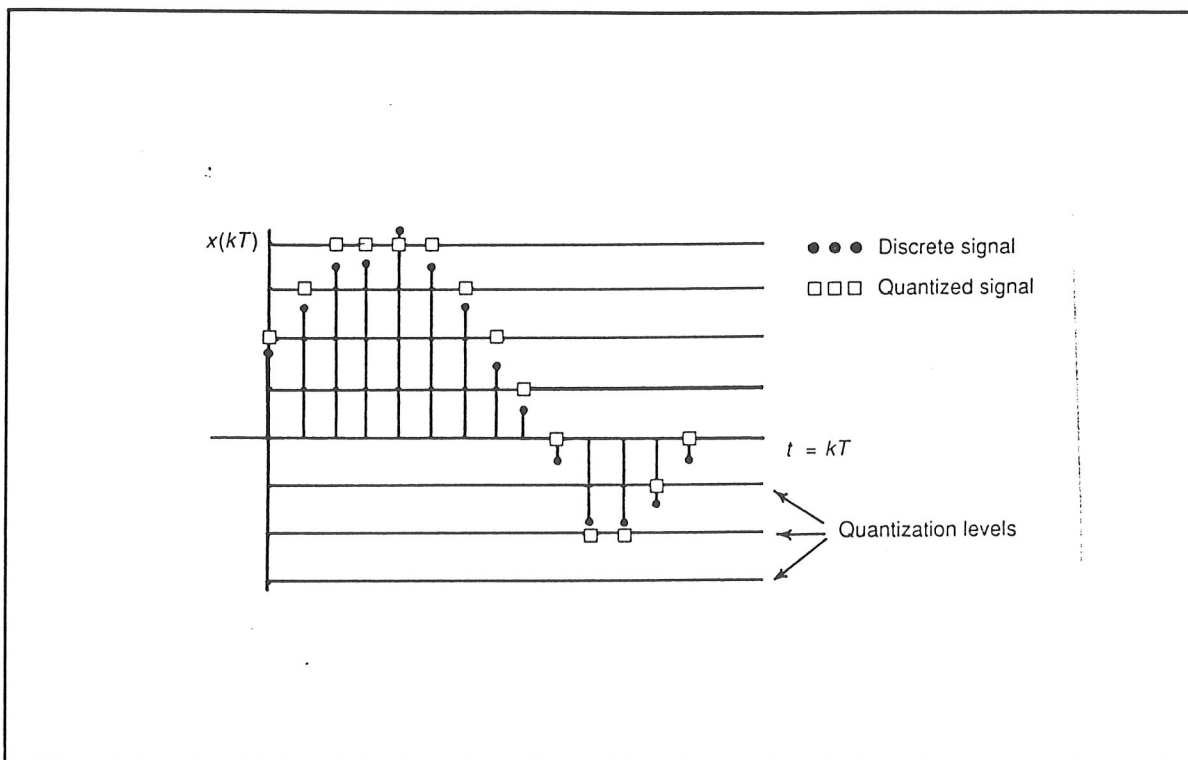 x(kT)
Discrete signal
Quantized signal
t = kT
Quantization levels